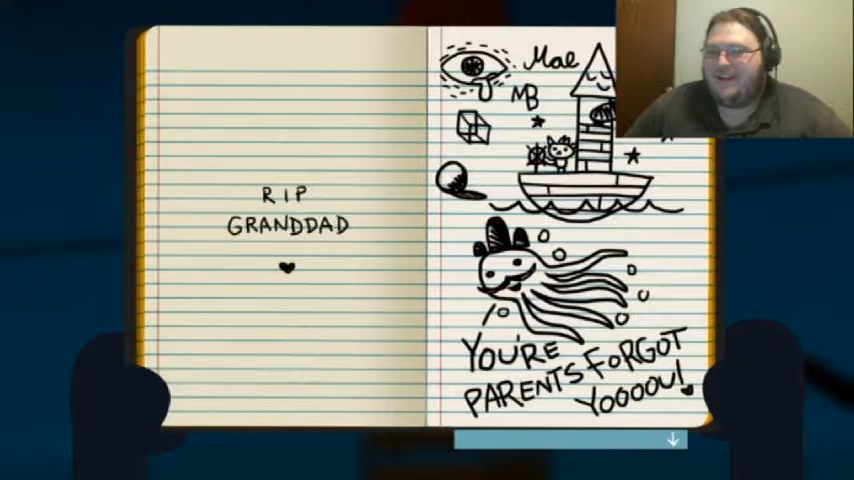 RIP
GRANDDAD
Mae
MB
YOU'RE
PARENTS FORGOT
YOOOOU!